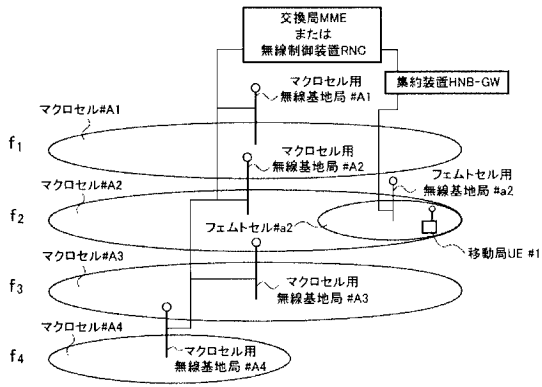 交換局MME
または
無線制御装置RNC
集約装置HNB-GW
マクロセル用
無線基地局 #A1
マクロセル#A1
f1
マクロセル用
無線基地局 #A2
フェムトセル用
無線基地局 #a2
マクロセル#A2
f2
フェムトセル#a2
移動局UE #1
マクロセル#A3
f3
マクロセル用
無線基地局 #A3
マクロセル#A4
f4
マクロセル用
無線基地局 #A4